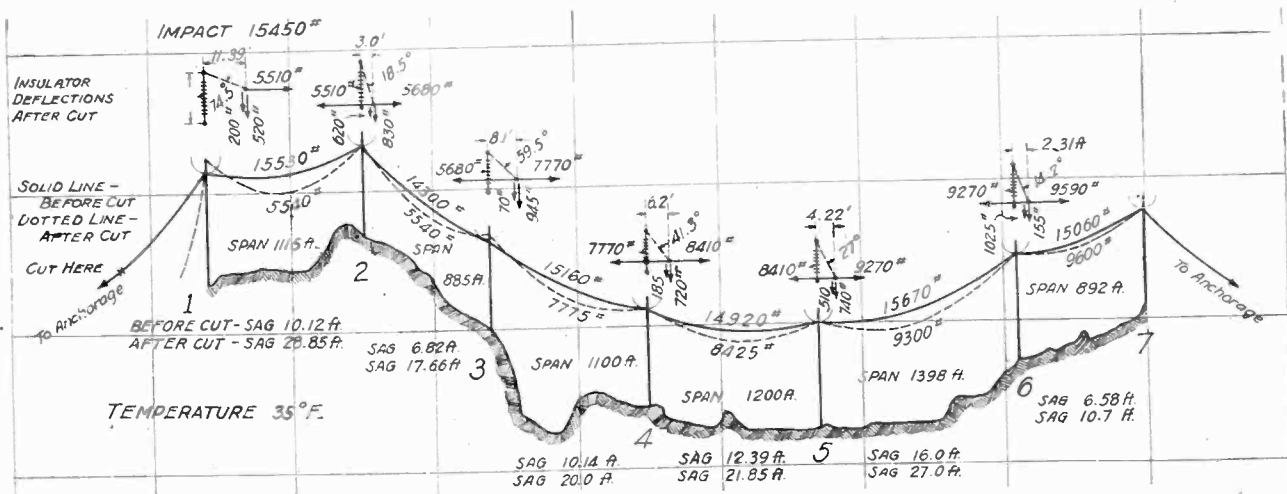 IMPACT 15450#
11.39
3.0'
INSULATOR
DEFLECTIONS
AFTER CUT
74.5°
5510#
200#
520#
18.5°
5510#
5680#
620#
830#
8.1'
59.5°
5680#
7770#
70#
945#
6.2'
41.3°
7770#
8410#
185#
720#
4.22'
27°
8410#
9270#
510
740#
2.31ft
14.2°
9270#
9590#
1025#
155#
SOLID LINE -
BEFORE CUT
DOTTED LINE -
AFTER CUT
CUT HERE
To Anchorage
15530#
5540#
SPAN 1115 ft.
14300#
5540#
SPAN
885ft.
15160#
7775#
SPAN 1100 ft.
14920#
8425#
SPAN
1200 ft.
15670#
9300#
SPAN 1398 ft.
15060#
9600#
SPAN 892 ft.
To Anchorage
1
2
3
4
5
6
7
BEFORE CUT - SAG 10.12 ft.
AFTER CUT - SAG 28.85 ft.
SAG 6.82 ft.
SAG 17.66 ft
SAG 10.14 ft.
SAG 20.0 ft.
SAG 12.39 ft.
SAG 21.85 ft.
SAG 16.0 ft.
SAG 27.0 ft.
SAG 6.58 ft.
SAG 10.7 ft.
TEMPERATURE 35°F.